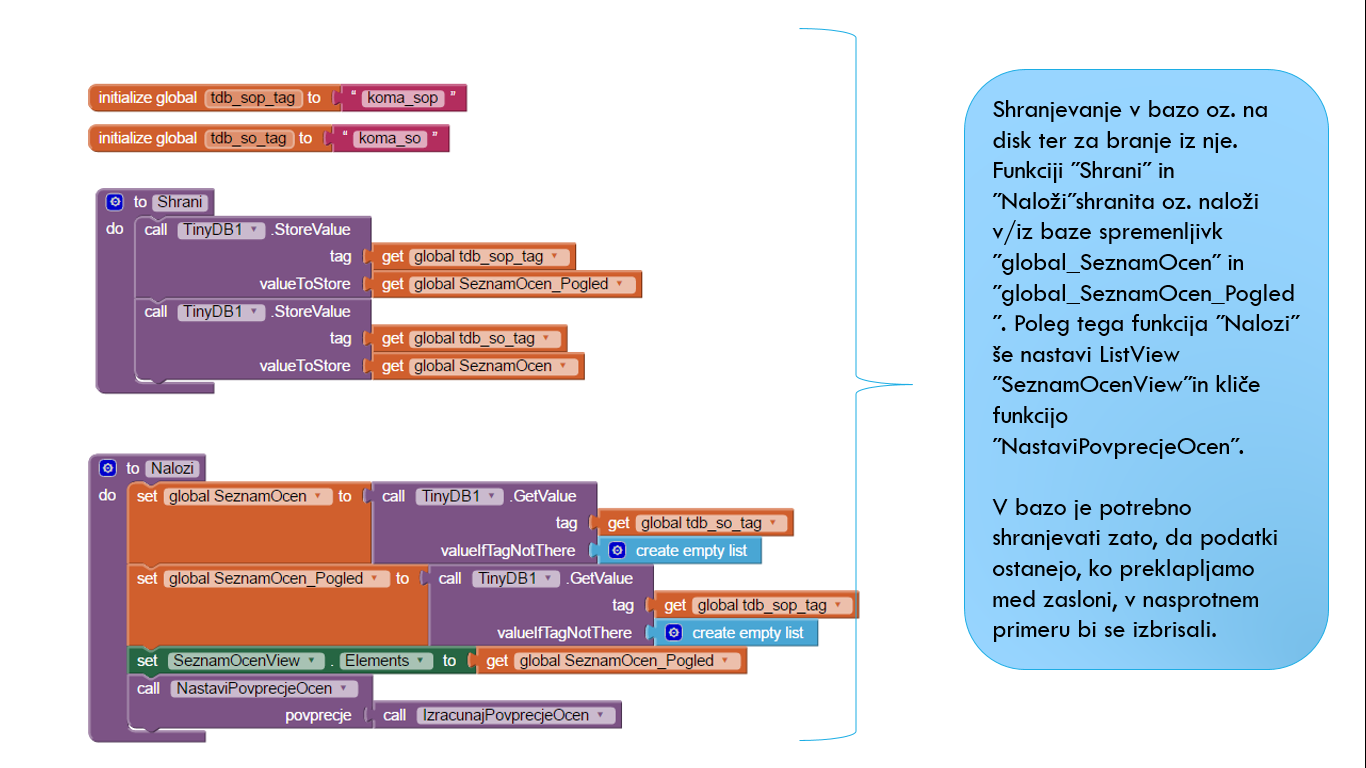 initialize global tdb_sop_tag to " koma_sop "
initialize global tdb_so_tag to " koma_so "
to Shrani
do call TinyDB1 .StoreValue
tag get global tdb_sop_tag
valueToStore get global SeznamOcen_Pogled
call TinyDB1 .StoreValue
tag get global tdb_so_tag
valueToStore get global SeznamOcen
to Nalozi
do set global SeznamOcen to call TinyDB1 .GetValue
tag get global tdb_so_tag
valueIfTagNotThere create empty list
set global SeznamOcen_Pogled to call TinyDB1 .GetValue
tag get global tdb_sop_tag
valueIfTagNotThere create empty list
set SeznamOcenView . Elements to get global SeznamOcen_Pogled
call NastaviPovprecjeOcen
povprecje call IzracunajPovprecjeOcen
Shranjevanje v bazo oz. na
disk ter za branje iz nje.
Funkciji ˝Shrani˝ in
˝Naloži˝shranita oz. naloži
v/iz baze spremenljivk
˝global_SeznamOcen˝ in
˝global_SeznamOcen_Pogled
˝. Poleg tega funkcija ˝Nalozi˝
še nastavi ListView
˝SeznamOcenView˝in kliče
funkcijo
˝NastaviPovprecjeOcen˝.
V bazo je potrebno
shranjevati zato, da podatki
ostanejo, ko preklapljamo
med zasloni, v nasprotnem
primeru bi se izbrisali.